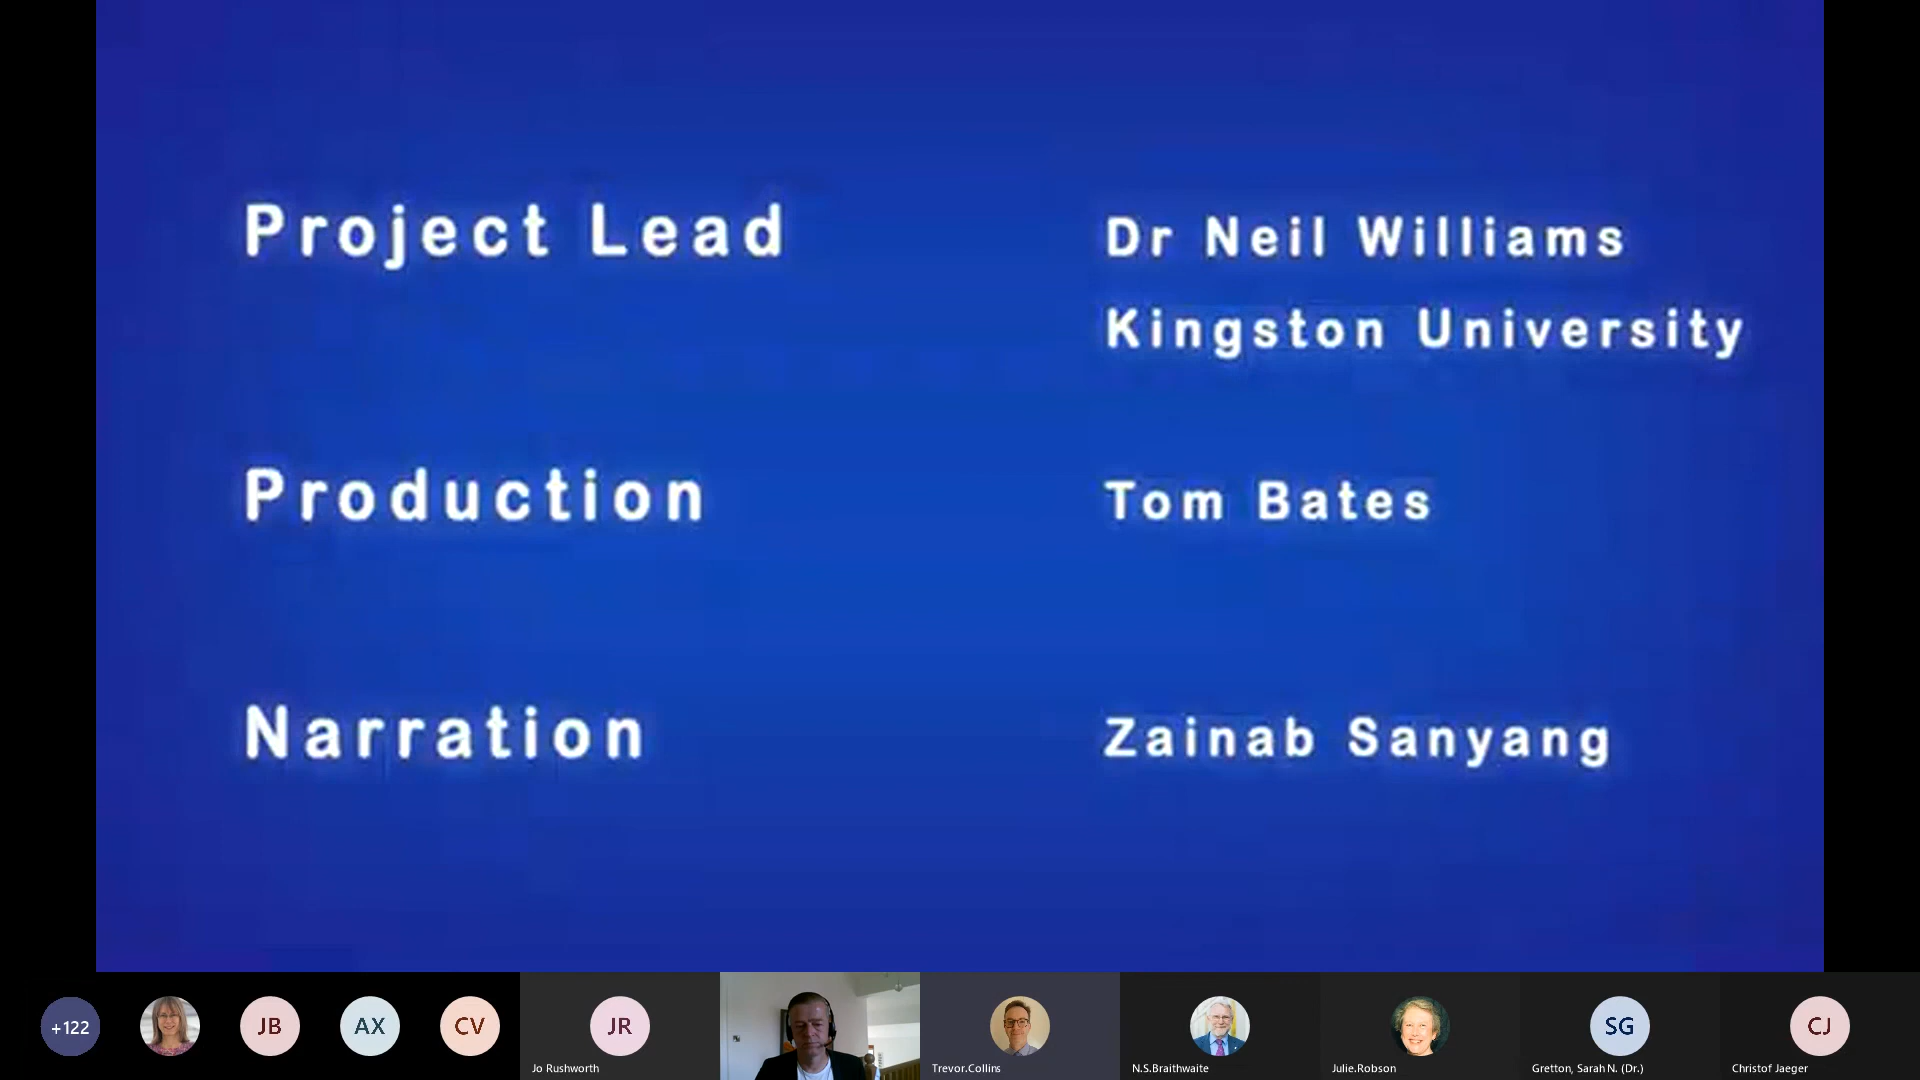 Project Lead
Dr Neil Williams
Kingston University
Production
Tom Bates
Narration
Zainab Sanyang
+122
JB
AX
CV
JR
Jo Rushworth
Trevor.Collins
N.S.Braithwaite
Julie.Robson
SG
Gretton, Sarah N. (Dr.)
CJ
Christof Jaeger